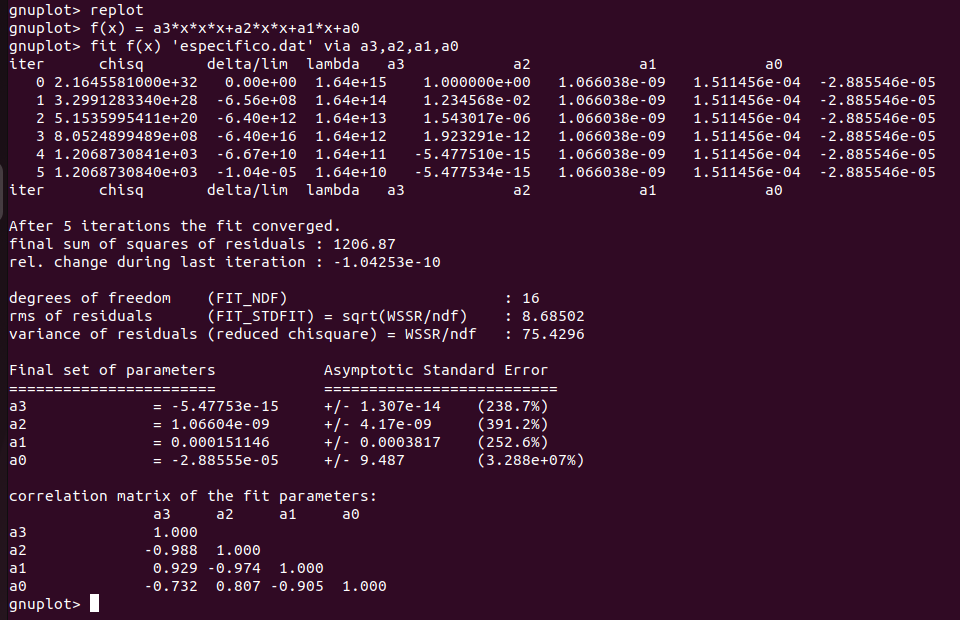 gnuplot> replot
gnuplot> f(x) = a3*x*x*x+a2*x*x+a1*x+a0
gnuplot> fit f(x) 'especifico.dat' via a3,a2,a1,a0
iter      chisq       delta/lim  lambda   a3            a2            a1            a0
   0 2.1645581000e+32   0.00e+00  1.64e+15    1.000000e+00   1.066038e-09   1.511456e-04  -2.885546e-05
   1 3.2991283340e+28  -6.56e+08  1.64e+14    1.234568e-02   1.066038e-09   1.511456e-04  -2.885546e-05
   2 5.1535995411e+20  -6.40e+12  1.64e+13    1.543017e-06   1.066038e-09   1.511456e-04  -2.885546e-05
   3 8.0524899489e+08  -6.40e+16  1.64e+12    1.923291e-12   1.066038e-09   1.511456e-04  -2.885546e-05
   4 1.2068730841e+03  -6.67e+10  1.64e+11   -5.477510e-15   1.066038e-09   1.511456e-04  -2.885546e-05
   5 1.2068730840e+03  -1.04e-05  1.64e+10   -5.477534e-15   1.066038e-09   1.511456e-04  -2.885546e-05
iter      chisq       delta/lim  lambda   a3            a2            a1            a0
After 5 iterations the fit converged.
final sum of squares of residuals : 1206.87
rel. change during last iteration : -1.04253e-10
degrees of freedom    (FIT_NDF)                        : 16
rms of residuals      (FIT_STDFIT) = sqrt(WSSR/ndf)    : 8.68502
variance of residuals (reduced chisquare) = WSSR/ndf   : 75.4296
Final set of parameters            Asymptotic Standard Error
=======================            ==========================
a3              = -5.47753e-15     +/- 1.307e-14    (238.7%)
a2              = 1.06604e-09      +/- 4.17e-09     (391.2%)
a1              = 0.000151146      +/- 0.0003817    (252.6%)
a0              = -2.88555e-05     +/- 9.487        (3.288e+07%)
correlation matrix of the fit parameters:
                a3     a2     a1     a0
a3              1.000
a2             -0.988  1.000
a1              0.929 -0.974  1.000
a0             -0.732  0.807 -0.905  1.000
gnuplot>